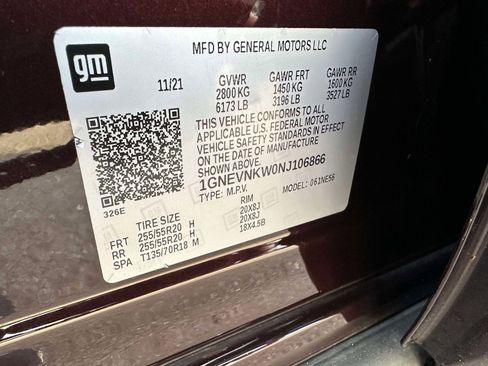 gm
MFD BY GENERAL MOTORS LLC
11/21 GVWR GAWR FRT GAWR RR
2800 KG 1450 KG 1600 KG
6173 LB 3196 LB 3527 LB
THIS VEHICLE CONFORMS TO ALL
APPLICABLE U.S. FEDERAL MOTOR
VEHICLE SAFETY STANDARDS IN EFFECT
ON THE DATE OF MANUFACTURE
SHOWN ABOVE
1GNEVNKW0NJ106866
326E TYPE: M.P.V. MODEL: 061NE56
TIRE SIZE RIM
FRT 255/55R20 H 20X8J
RR 255/55R20 H 20X8J
SPA T135/70R18 M 18X4.5B